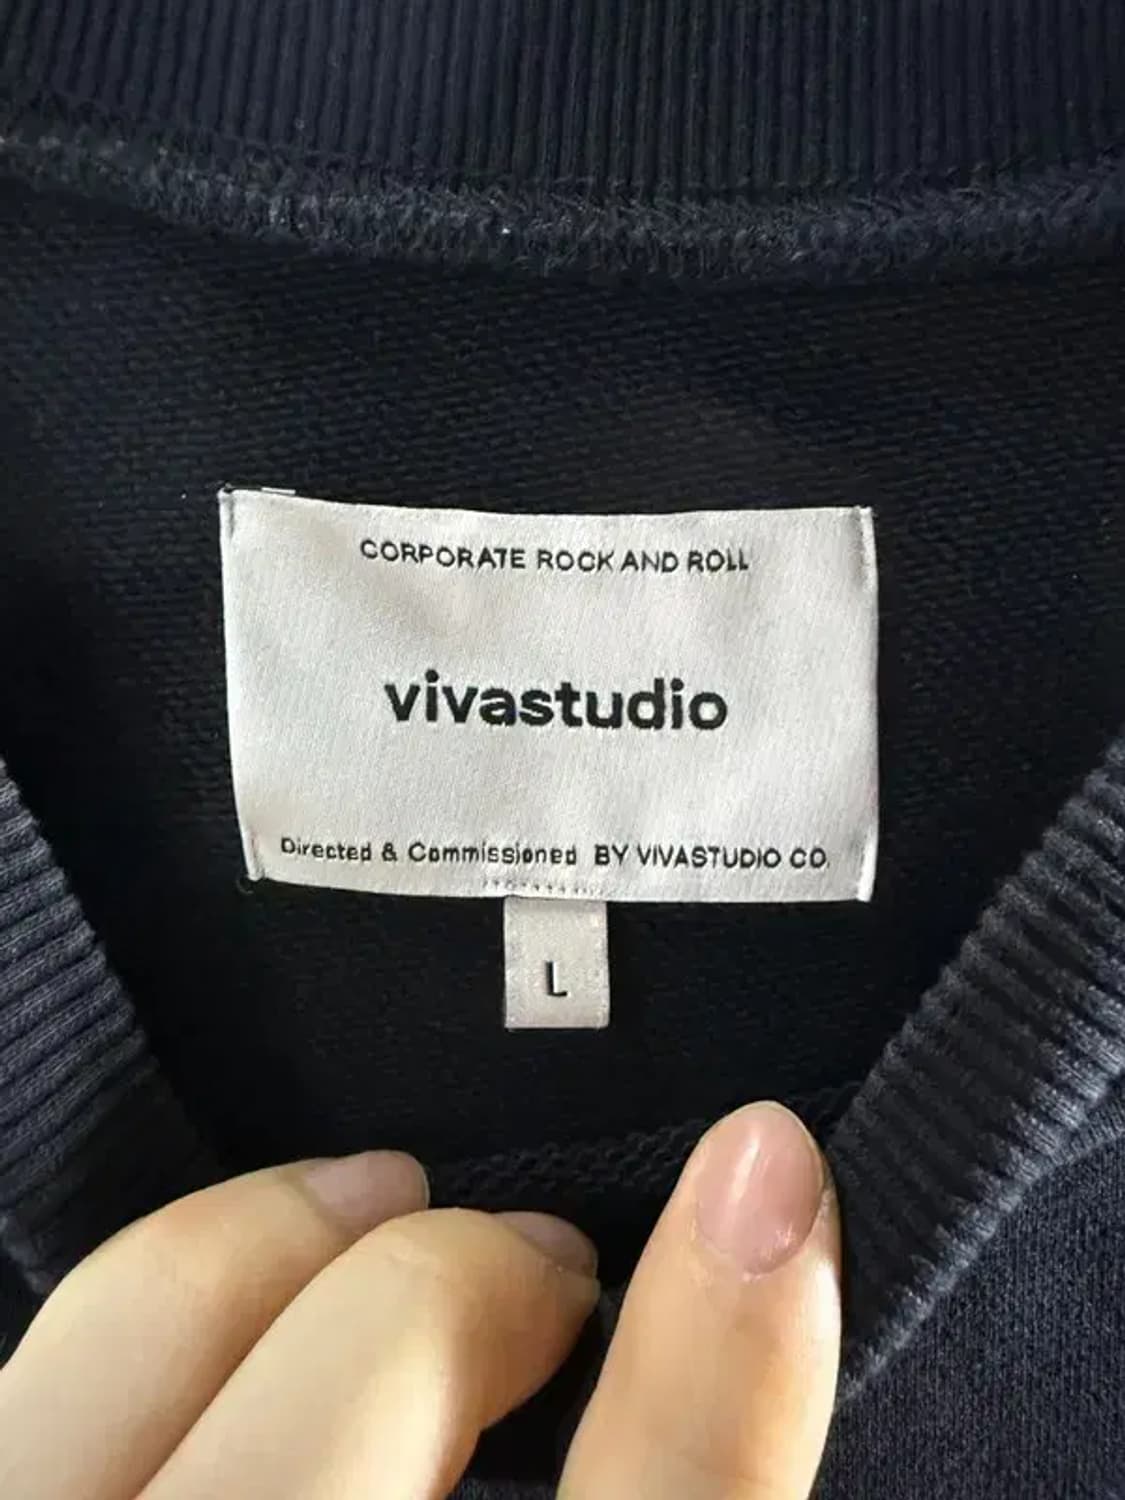 CORPORATE ROCK AND ROLL
vivastudio
Directed & Commissioned BY VIVASTUDIO CO.
L